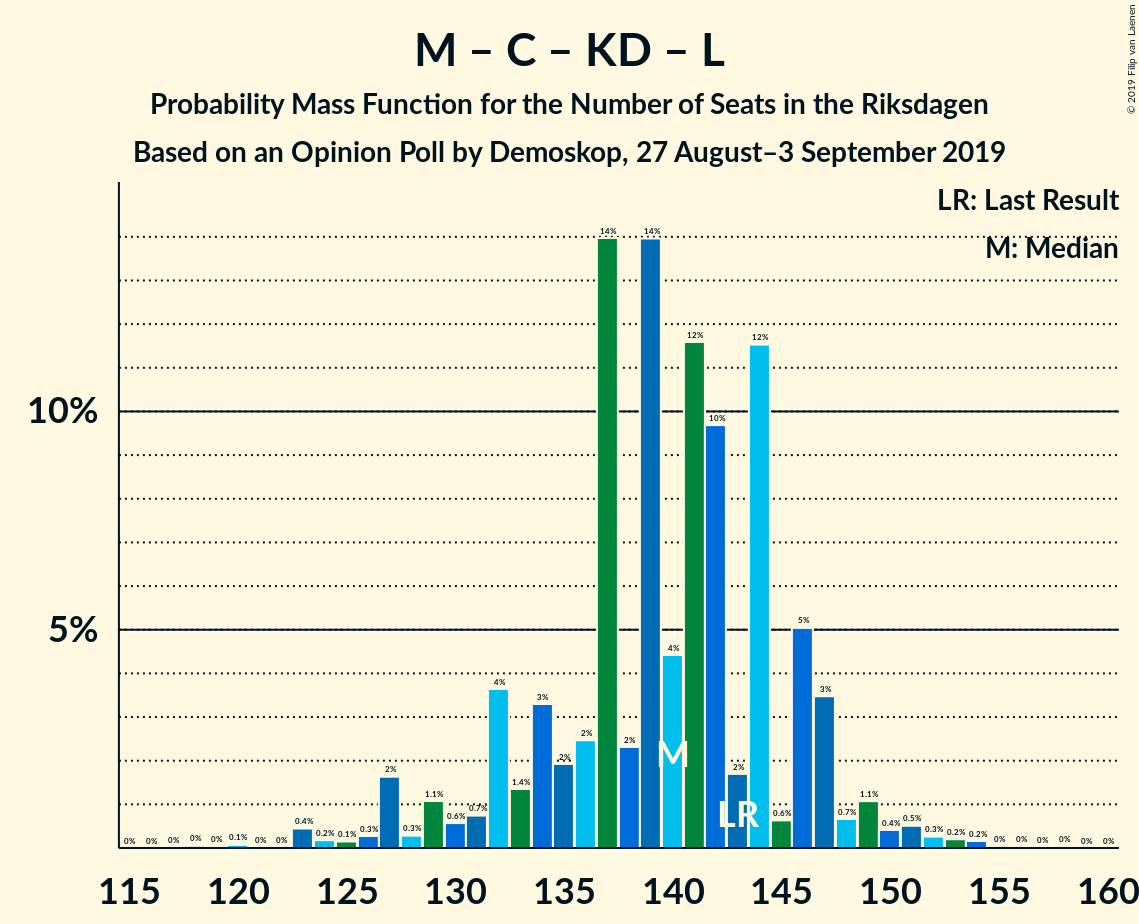 M – C – KD – L
Probability Mass Function for the Number of Seats in the Riksdagen
Based on an Opinion Poll by Demoskop, 27 August–3 September 2019
© 2019 Filip van Laenen
LR: Last Result
M: Median
10%
5%
0% 0% 0% 0% 0% 0.1% 0% 0% 0.4% 0.2% 0.1% 0.3% 2% 0.3% 1.1% 0.6% 0.7% 4% 1.4% 3% 2% 2% 14% 2% 14% 4% 12% 10% 2% 12% 0.6% 5% 3% 0.7% 1.1% 0.4% 0.5% 0.3% 0.2% 0.2% 0% 0% 0% 0% 0% 0%
M
LR
115 120 125 130 135 140 145 150 155 160